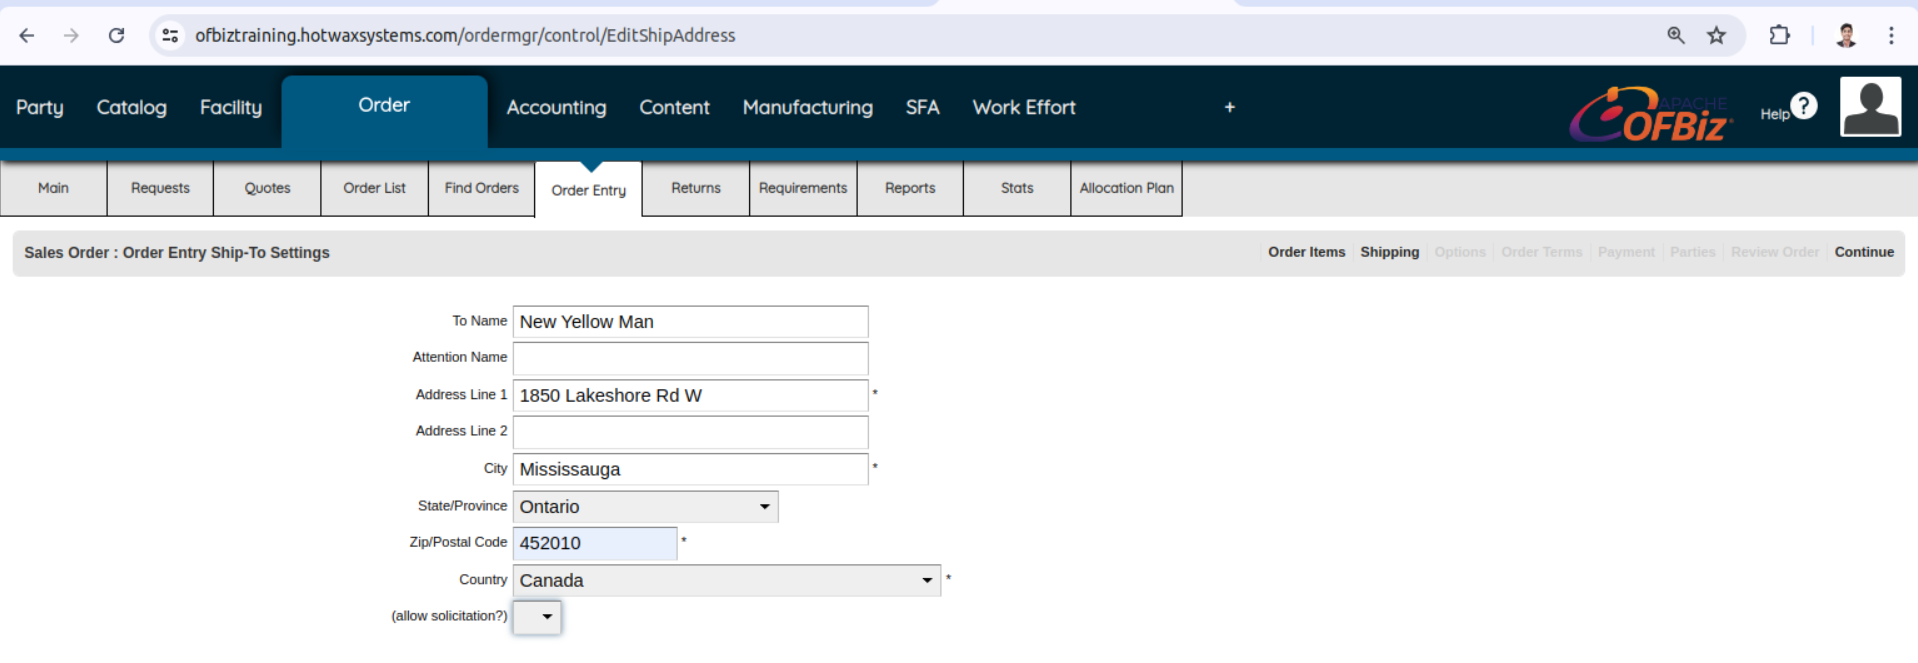 ofbiztraining.hotwaxsystems.com/ordermgr/control/EditShipAddress
Party Catalog Facility Order Accounting Content Manufacturing SFA Work Effort + APACHE OFBiz Help ?
Main Requests Quotes Order List Find Orders Order Entry Returns Requirements Reports Stats Allocation Plan
Sales Order : Order Entry Ship-To Settings Order Items Shipping Options Order Terms Payment Parties Review Order Continue
To Name New Yellow Man
Attention Name
Address Line 1 1850 Lakeshore Rd W *
Address Line 2
City Mississauga *
State/Province Ontario
Zip/Postal Code 452010 *
Country Canada *
(allow solicitation?)